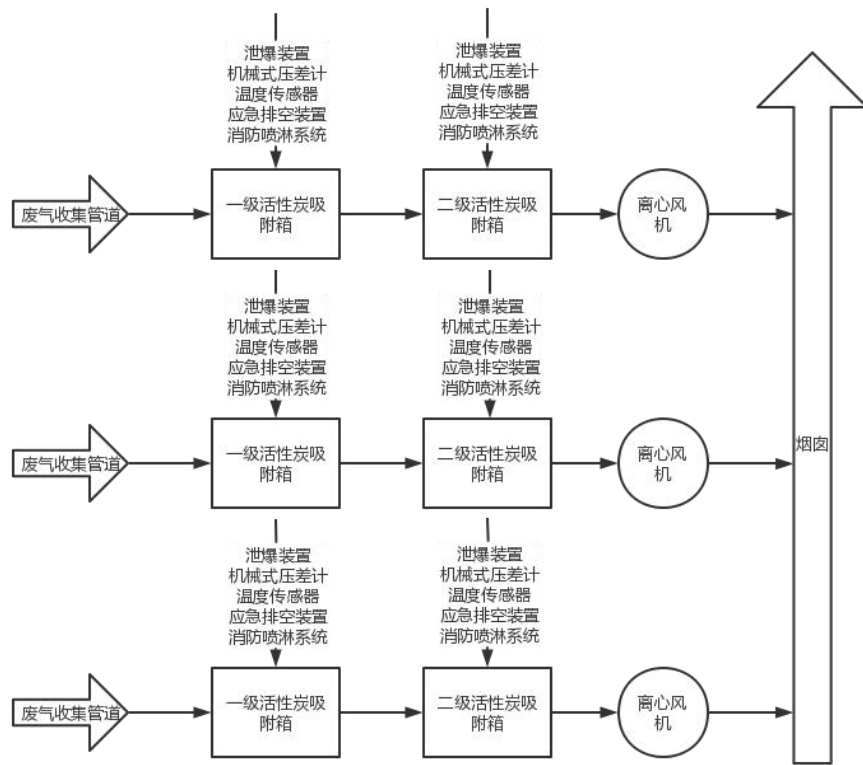 泄爆装置
机械式压差计
温度传感器
应急排空装置
消防喷淋系统
泄爆装置
机械式压差计
温度传感器
应急排空装置
消防喷淋系统
废气收集管道
一级活性炭吸
附箱
二级活性炭吸
附箱
离心风
机
泄爆装置
机械式压差计
温度传感器
应急排空装置
消防喷淋系统
泄爆装置
机械式压差计
温度传感器
应急排空装置
消防喷淋系统
废气收集管道
一级活性炭吸
附箱
二级活性炭吸
附箱
离心风
机
烟囱
泄爆装置
机械式压差计
温度传感器
应急排空装置
消防喷淋系统
泄爆装置
机械式压差计
温度传感器
应急排空装置
消防喷淋系统
废气收集管道
一级活性炭吸
附箱
二级活性炭吸
附箱
离心风
机